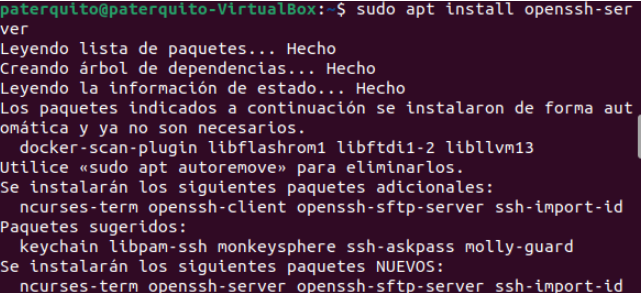 paterquito@paterquito-VirtualBox:~$ sudo apt install openssh-ser
ver
Leyendo lista de paquetes... Hecho
Creando árbol de dependencias... Hecho
Leyendo la información de estado... Hecho
Los paquetes indicados a continuación se instalaron de forma aut
omática y ya no son necesarios.
  docker-scan-plugin libflashrom1 libftdi1-2 libllvm13
Utilice «sudo apt autoremove» para eliminarlos.
Se instalarán los siguientes paquetes adicionales:
  ncurses-term openssh-client openssh-sftp-server ssh-import-id
Paquetes sugeridos:
  keychain libpam-ssh monkeysphere ssh-askpass molly-guard
Se instalarán los siguientes paquetes NUEVOS:
  ncurses-term openssh-server openssh-sftp-server ssh-import-id